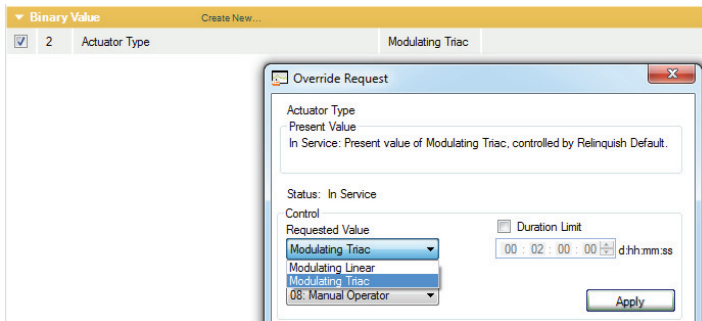 Binary Value Create New...
2 Actuator Type Modulating Triac
Override Request
Actuator Type
Present Value
In Service: Present value of Modulating Triac, controlled by Relinquish Default.
Status: In Service
Control
Requested Value
Duration Limit
Modulating Triac
00 : 02 : 00 : 00 d:hh:mm:ss
Modulating Linear
Modulating Triac
08: Manual Operator
Apply